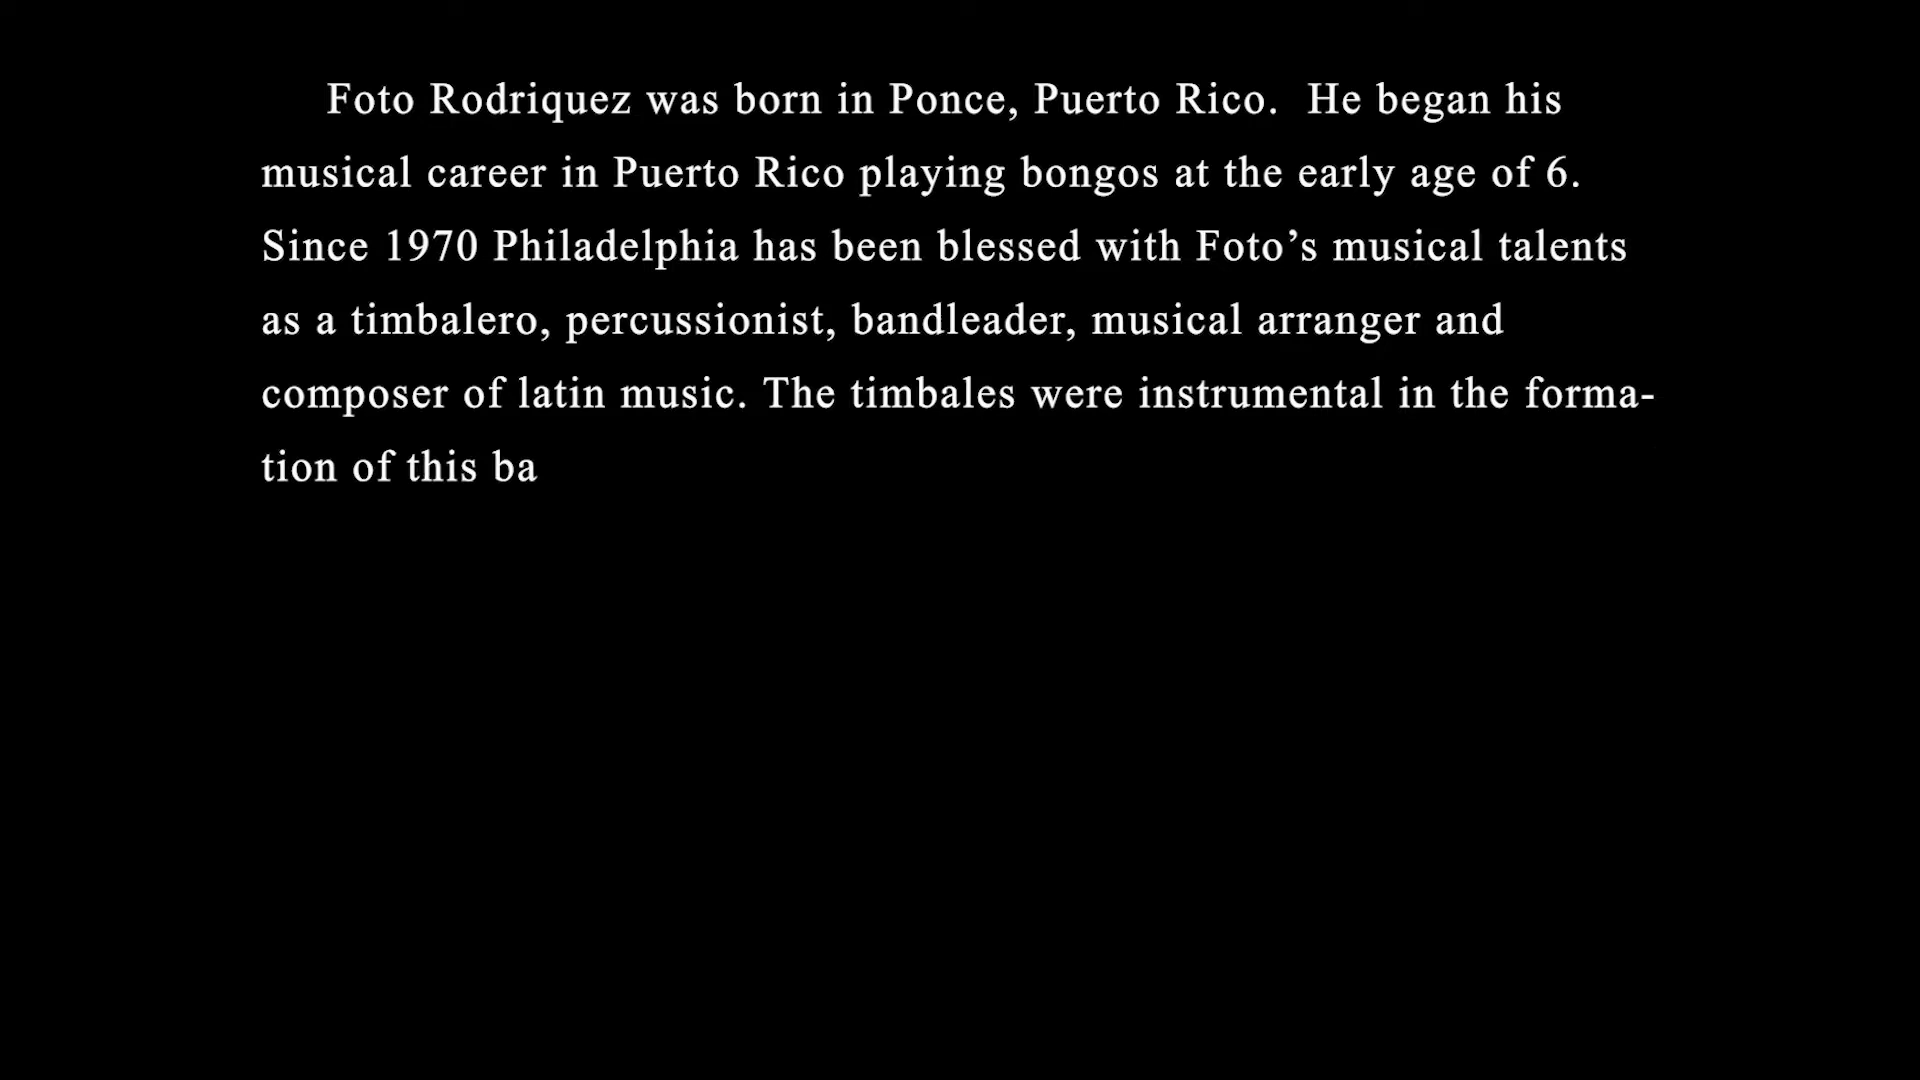 Foto Rodriquez was born in Ponce, Puerto Rico.  He began his
musical career in Puerto Rico playing bongos at the early age of 6.
Since 1970 Philadelphia has been blessed with Foto’s musical talents
as a timbalero, percussionist, bandleader, musical arranger and
composer of latin music. The timbales were instrumental in the forma-
tion of this ba